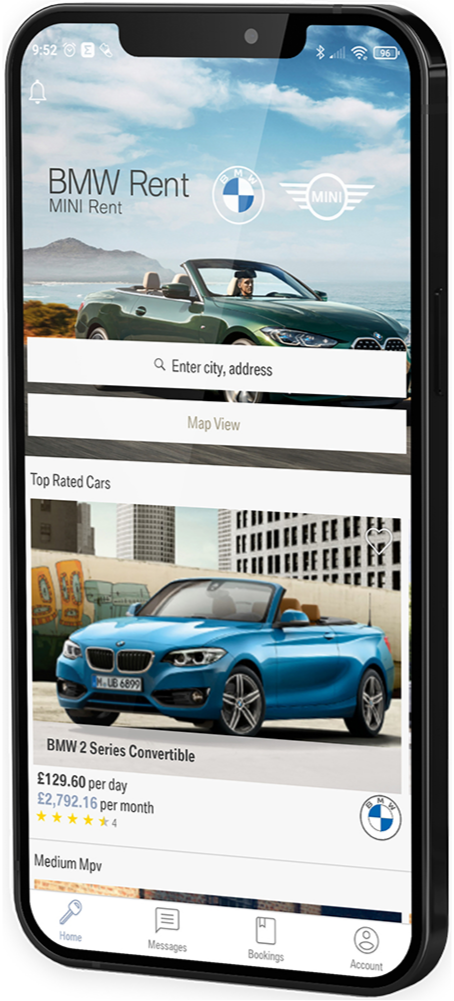 9:52
96
BMW Rent
MINI Rent
BMW
MINI
Enter city, address
Map View
Top Rated Cars
M·UB 6899
BMW 2 Series Convertible
£129.60 per day
£2,792.16 per month
4
BMW
Medium Mpv
Home
Messages
Bookings
Account